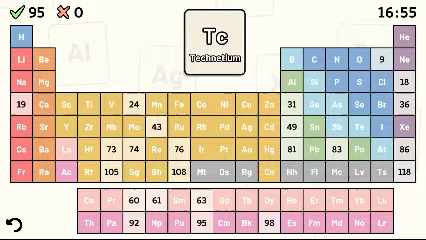 95 0 16:55
Tc
Technetium
Al
Ag
H He
Li Be B C N O 9 Ne
Na Mg Al Si P S Cl 18
19 Ca Sc Ti V 24 Mn Fe Co Ni Cu Zn 31 Ge As Se Br 36
Rb Sr Y Zr Nb Mo 43 Ru Rh Pd Ag Cd 49 Sn Sb Te I Xe
Cs Ba La Hf 73 74 Re 76 Ir Pt Au Hg 81 Pb 83 Po At 86
Fr Ra Ac Rf 105 Sg Bh 108 Mt Ds Rg Cn Nh Fl Mc Lv Ts 118
Ce Pr 60 61 Sm 63 Gd Tb Dy Ho Er Tm Yb Lu
Th Pa 92 Np Pu 95 Cm Bk 98 Es Fm Md No Lr